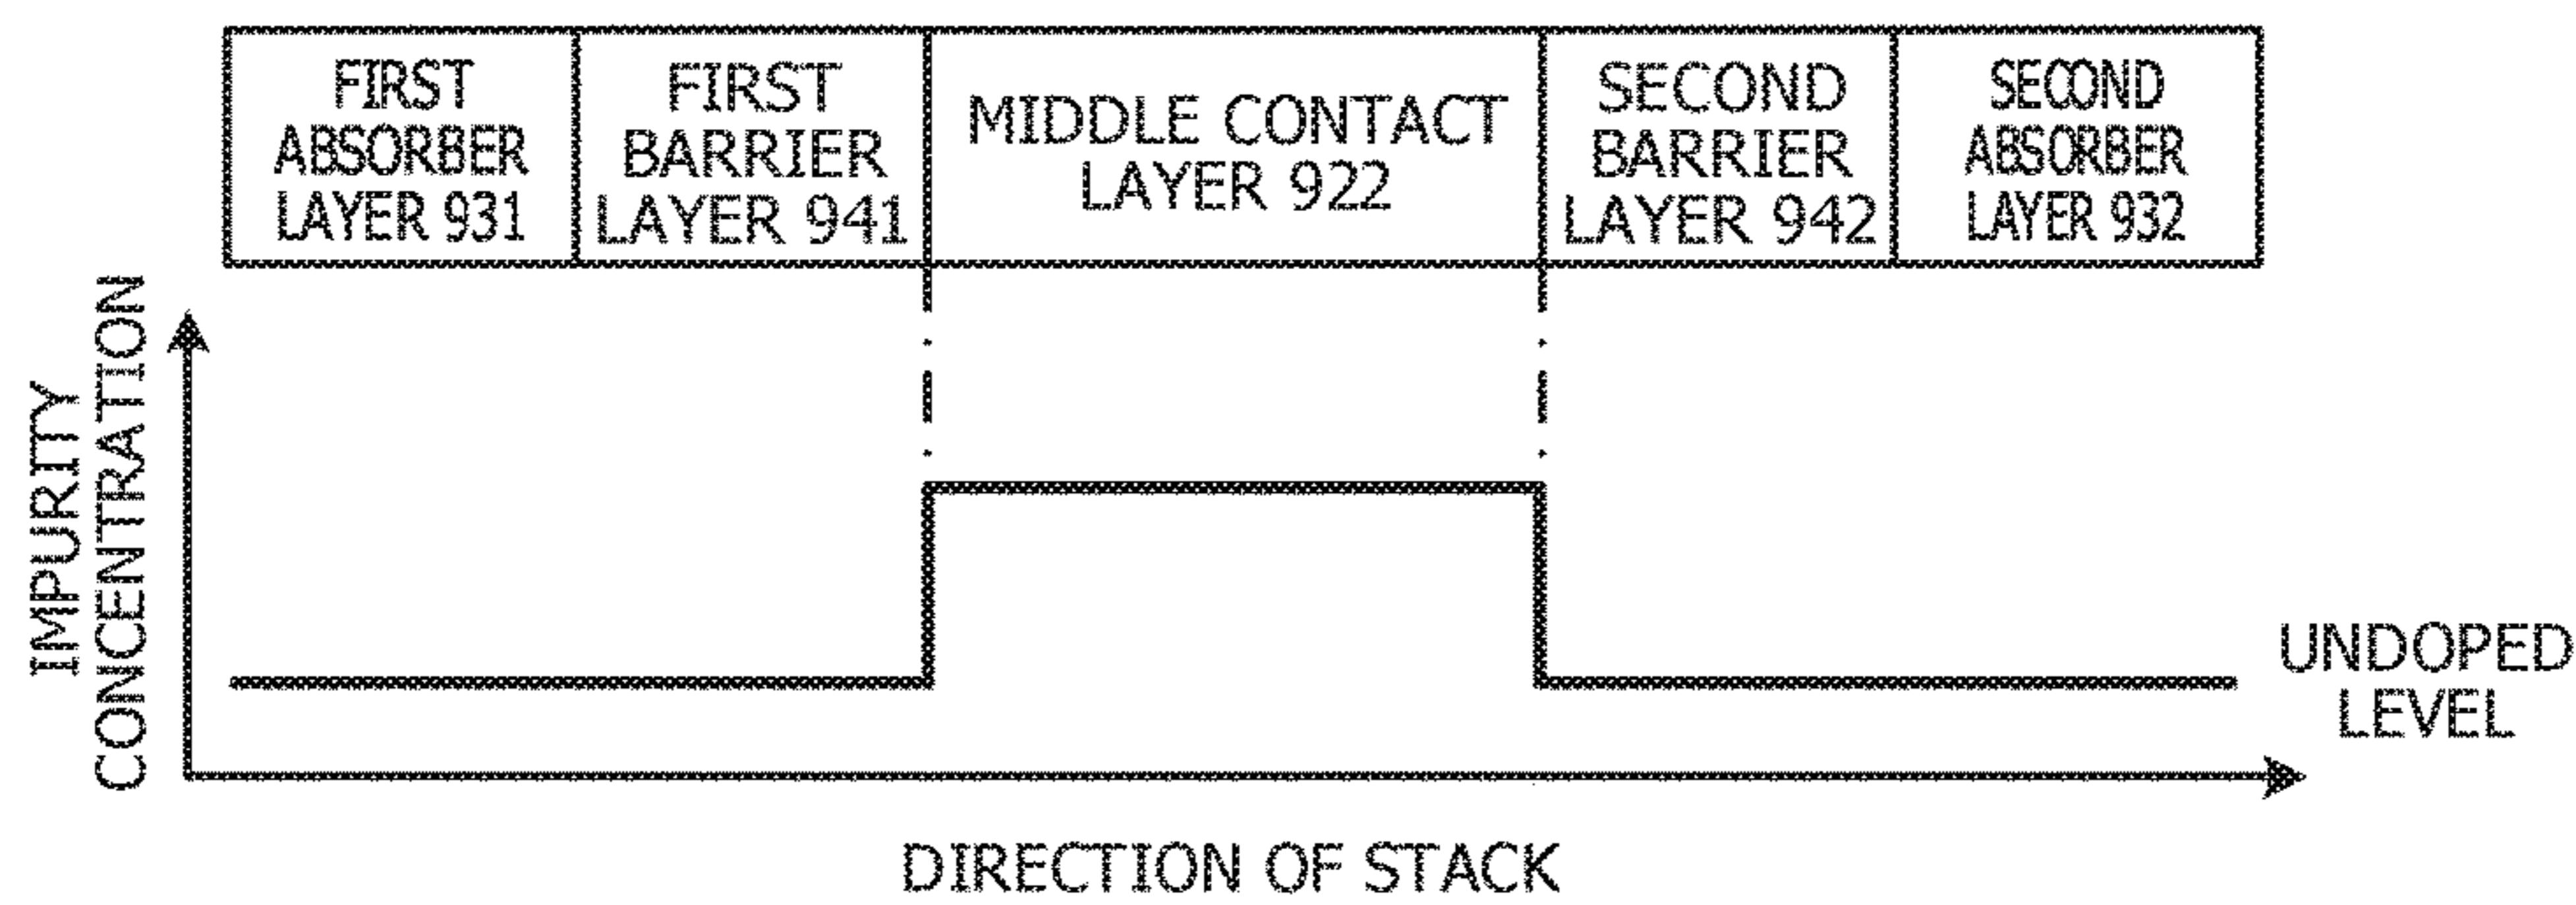 FIRST
ABSORBER
LAYER 931
FIRST
BARRIER
LAYER 941
MIDDLE CONTACT
LAYER 922
SECOND
BARRIER
LAYER 942
SECOND
ABSORBER
LAYER 932
IMPURITY
CONCENTRATION
UNDOPED
LEVEL
DIRECTION OF STACK